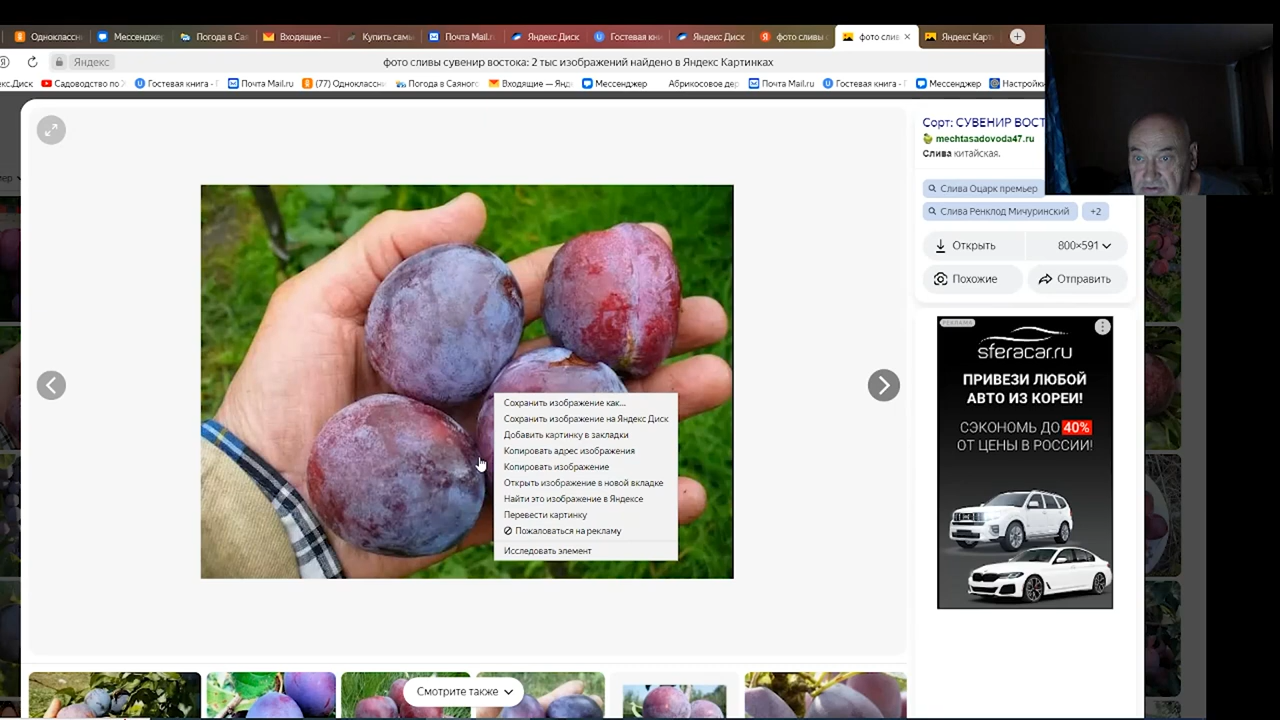 Одноклассн
Мессендже
Погода в Са
Входящие —
Купить самы
Почта Mail.r
Яндекс Диск
Гостевая кни
Яндекс Диск
фото сливы
фото слив
Яндекс Карт
Яндекс
фото сливы сувенир востока: 2 тыс изображений найдено в Яндекс Картинках
кс.Диск
Садоводство по
Гостевая книга - Г
Почта Mail.ru
(77) Одноклассн
Погода в Саяног
Входящие — Янд
Мессенджер
Абрикосовое дер
Почта Mail.ru
Гостевая книга - Г
Мессенджер
Настройки
мер
Сорт: СУВЕНИР ВОСТ
mechtasadovoda47.ru
Слива китайская.
Слива Оцарк премьер
Слива Ренклод Мичуринский
+2
Открыть
800×591
Похожие
Отправить
Сохранить изображение как...
Сохранить изображение на Яндекс Диск
Добавить картинку в закладки
Копировать адрес изображения
Копировать изображение
Открыть изображение в новой вкладке
Найти это изображение в Яндексе
Перевести картинку
Пожаловаться на рекламу
Исследовать элемент
РЕКЛАМА
sferacar.ru
ПРИВЕЗИ ЛЮБОЙ
АВТО ИЗ КОРЕИ!
СЭКОНОМЬ ДО 40%
ОТ ЦЕНЫ В РОССИИ!
Смотрите также